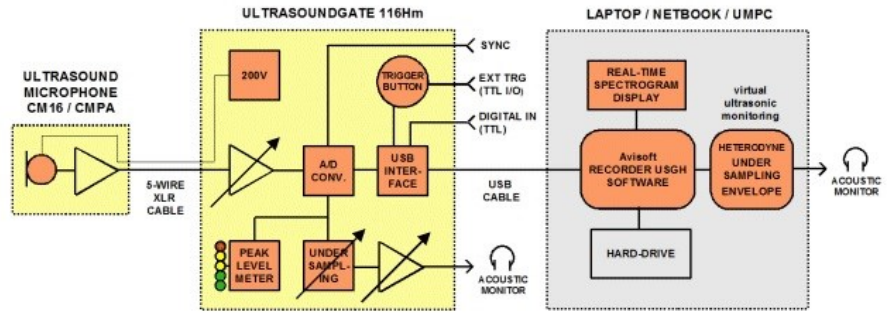 ULTRASOUNDGATE 116Hm
LAPTOP / NETBOOK / UMPC
ULTRASOUND
MICROPHONE
CM16 / CMPA
200V
SYNC
TRIGGER
BUTTON
EXT TRG
(TTL I/O)
DIGITAL IN
(TTL)
REAL-TIME
SPECTROGRAM
DISPLAY
virtual
ultrasonic
monitoring
5-WIRE
XLR
CABLE
A/D
CONV.
USB
INTER-
FACE
USB
CABLE
Avisoft
RECORDER USGH
SOFTWARE
HETERODYNE
UNDER
SAMPLING
ENVELOPE
ACOUSTIC
MONITOR
PEAK
LEVEL
METER
UNDER
SAMPL-
ING
ACOUSTIC
MONITOR
HARD-DRIVE